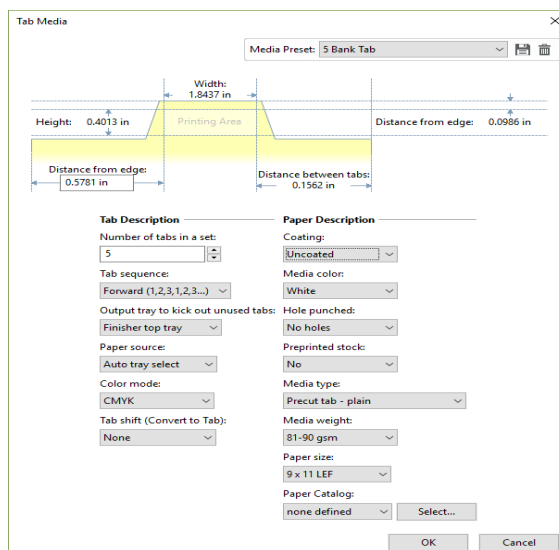 Tab Media
Media Preset: 5 Bank Tab
Width:
1.8437 in
Height: 0.4013 in
Printing Area
Distance from edge: 0.0986 in
Distance from edge:
0.5781 in
Distance between tabs:
0.1562 in
Tab Description
Number of tabs in a set:
5
Tab sequence:
Forward (1,2,3,1,2,3...)
Output tray to kick out unused tabs:
Finisher top tray
Paper source:
Auto tray select
Color mode:
CMYK
Tab shift (Convert to Tab):
None
Paper Description
Coating:
Uncoated
Media color:
White
Hole punched:
No holes
Preprinted stock:
No
Media type:
Precut tab - plain
Media weight:
81-90 gsm
Paper size:
9 x 11 LEF
Paper Catalog:
none defined
Select...
OK
Cancel